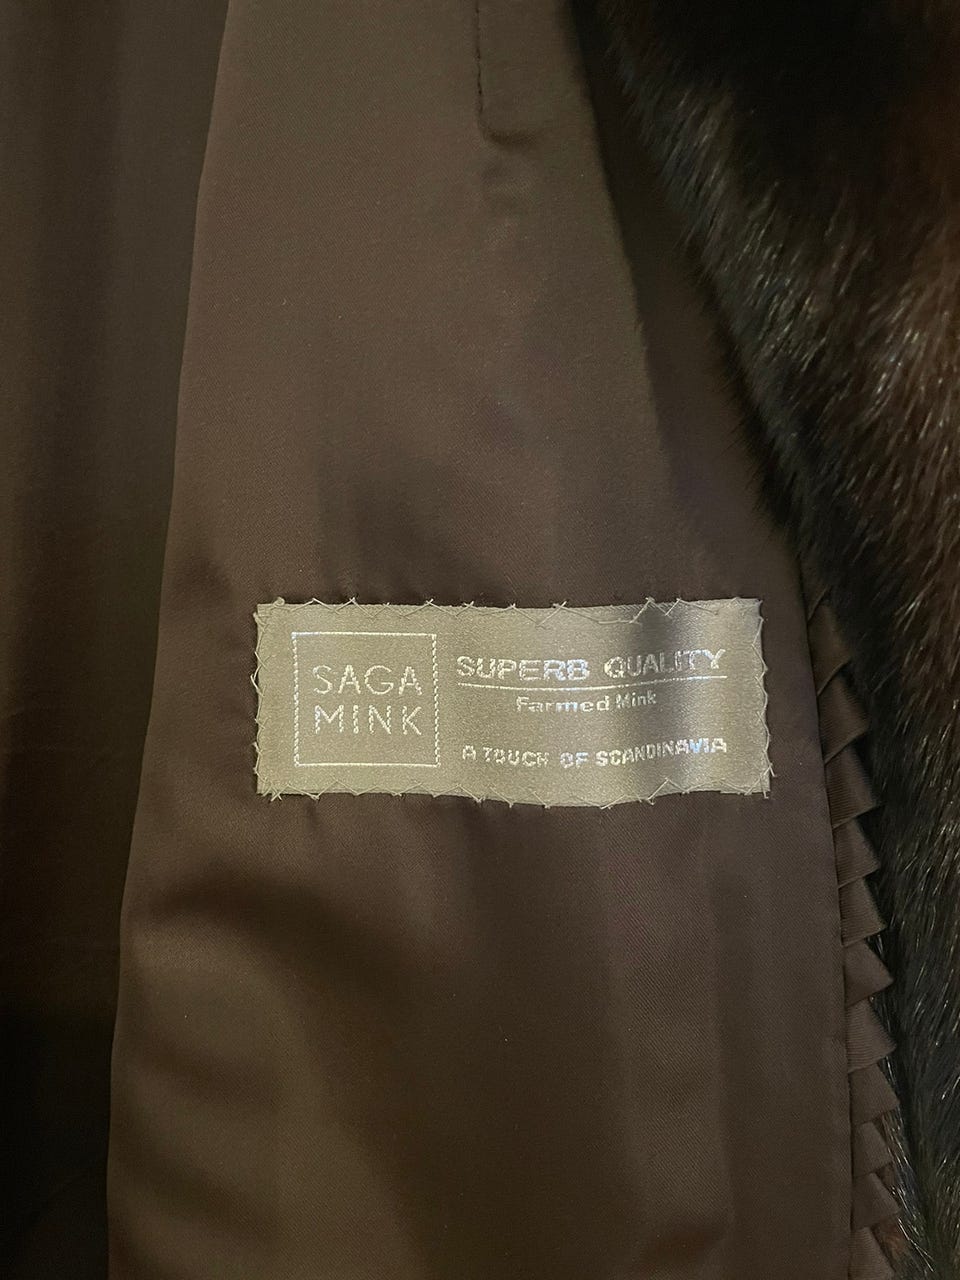 SAGA
MINK
SUPERB QUALITY
Farmed Mink
A TOUCH OF SCANDINAVIA